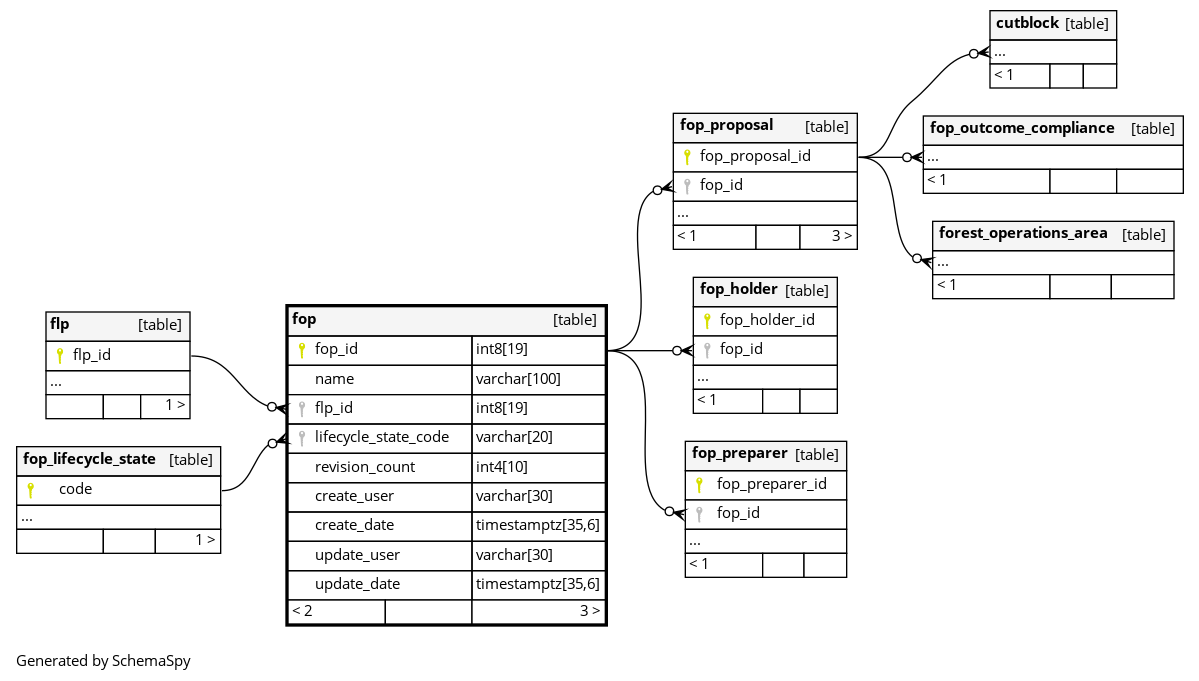 cutblock [table]
...
< 1
fop_proposal [table]
fop_proposal_id
fop_id
...
< 1 3 >
fop_outcome_compliance [table]
...
< 1
forest_operations_area [table]
...
< 1
fop_holder [table]
fop_holder_id
fop_id
...
< 1
flp [table]
flp_id
...
1 >
fop [table]
fop_id int8[19]
name varchar[100]
flp_id int8[19]
lifecycle_state_code varchar[20]
revision_count int4[10]
create_user varchar[30]
create_date timestamptz[35,6]
update_user varchar[30]
update_date timestamptz[35,6]
< 2 3 >
fop_lifecycle_state [table]
code
...
1 >
fop_preparer [table]
fop_preparer_id
fop_id
...
< 1
Generated by SchemaSpy